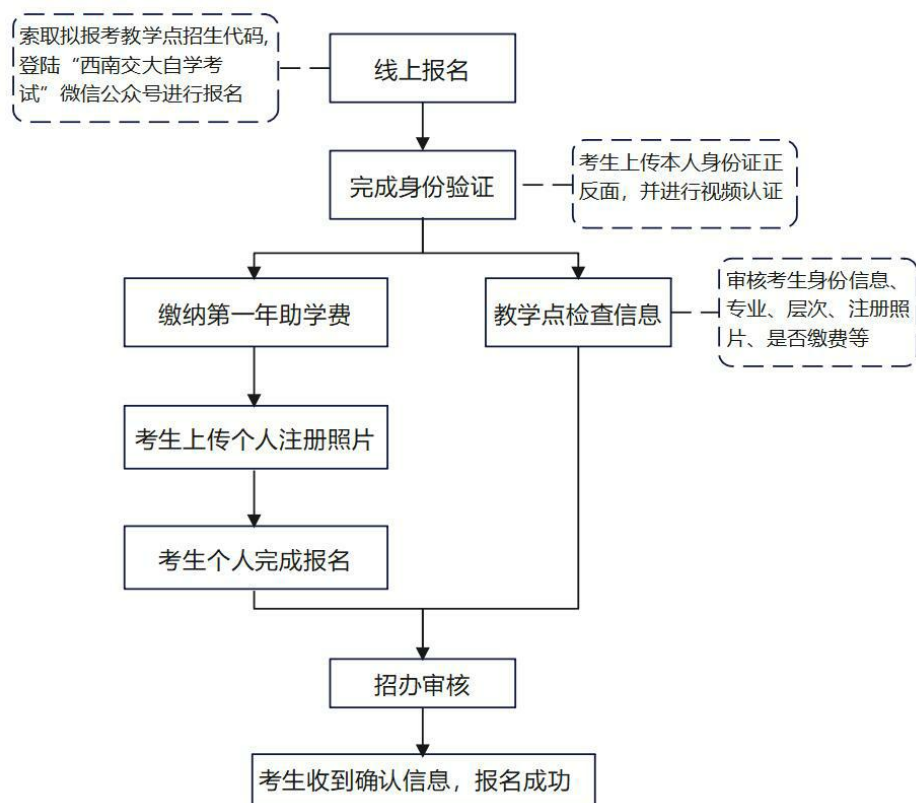 索取拟报考教学点招生代码,
登陆“西南交大自学考
试”微信公众号进行报名
线上报名
完成身份验证
考生上传本人身份证正
反面，并进行视频认证
缴纳第一年助学费
教学点检查信息
审核考生身份信息、
专业、层次、注册照
片、是否缴费等
考生上传个人注册照片
考生个人完成报名
招办审核
考生收到确认信息，报名成功